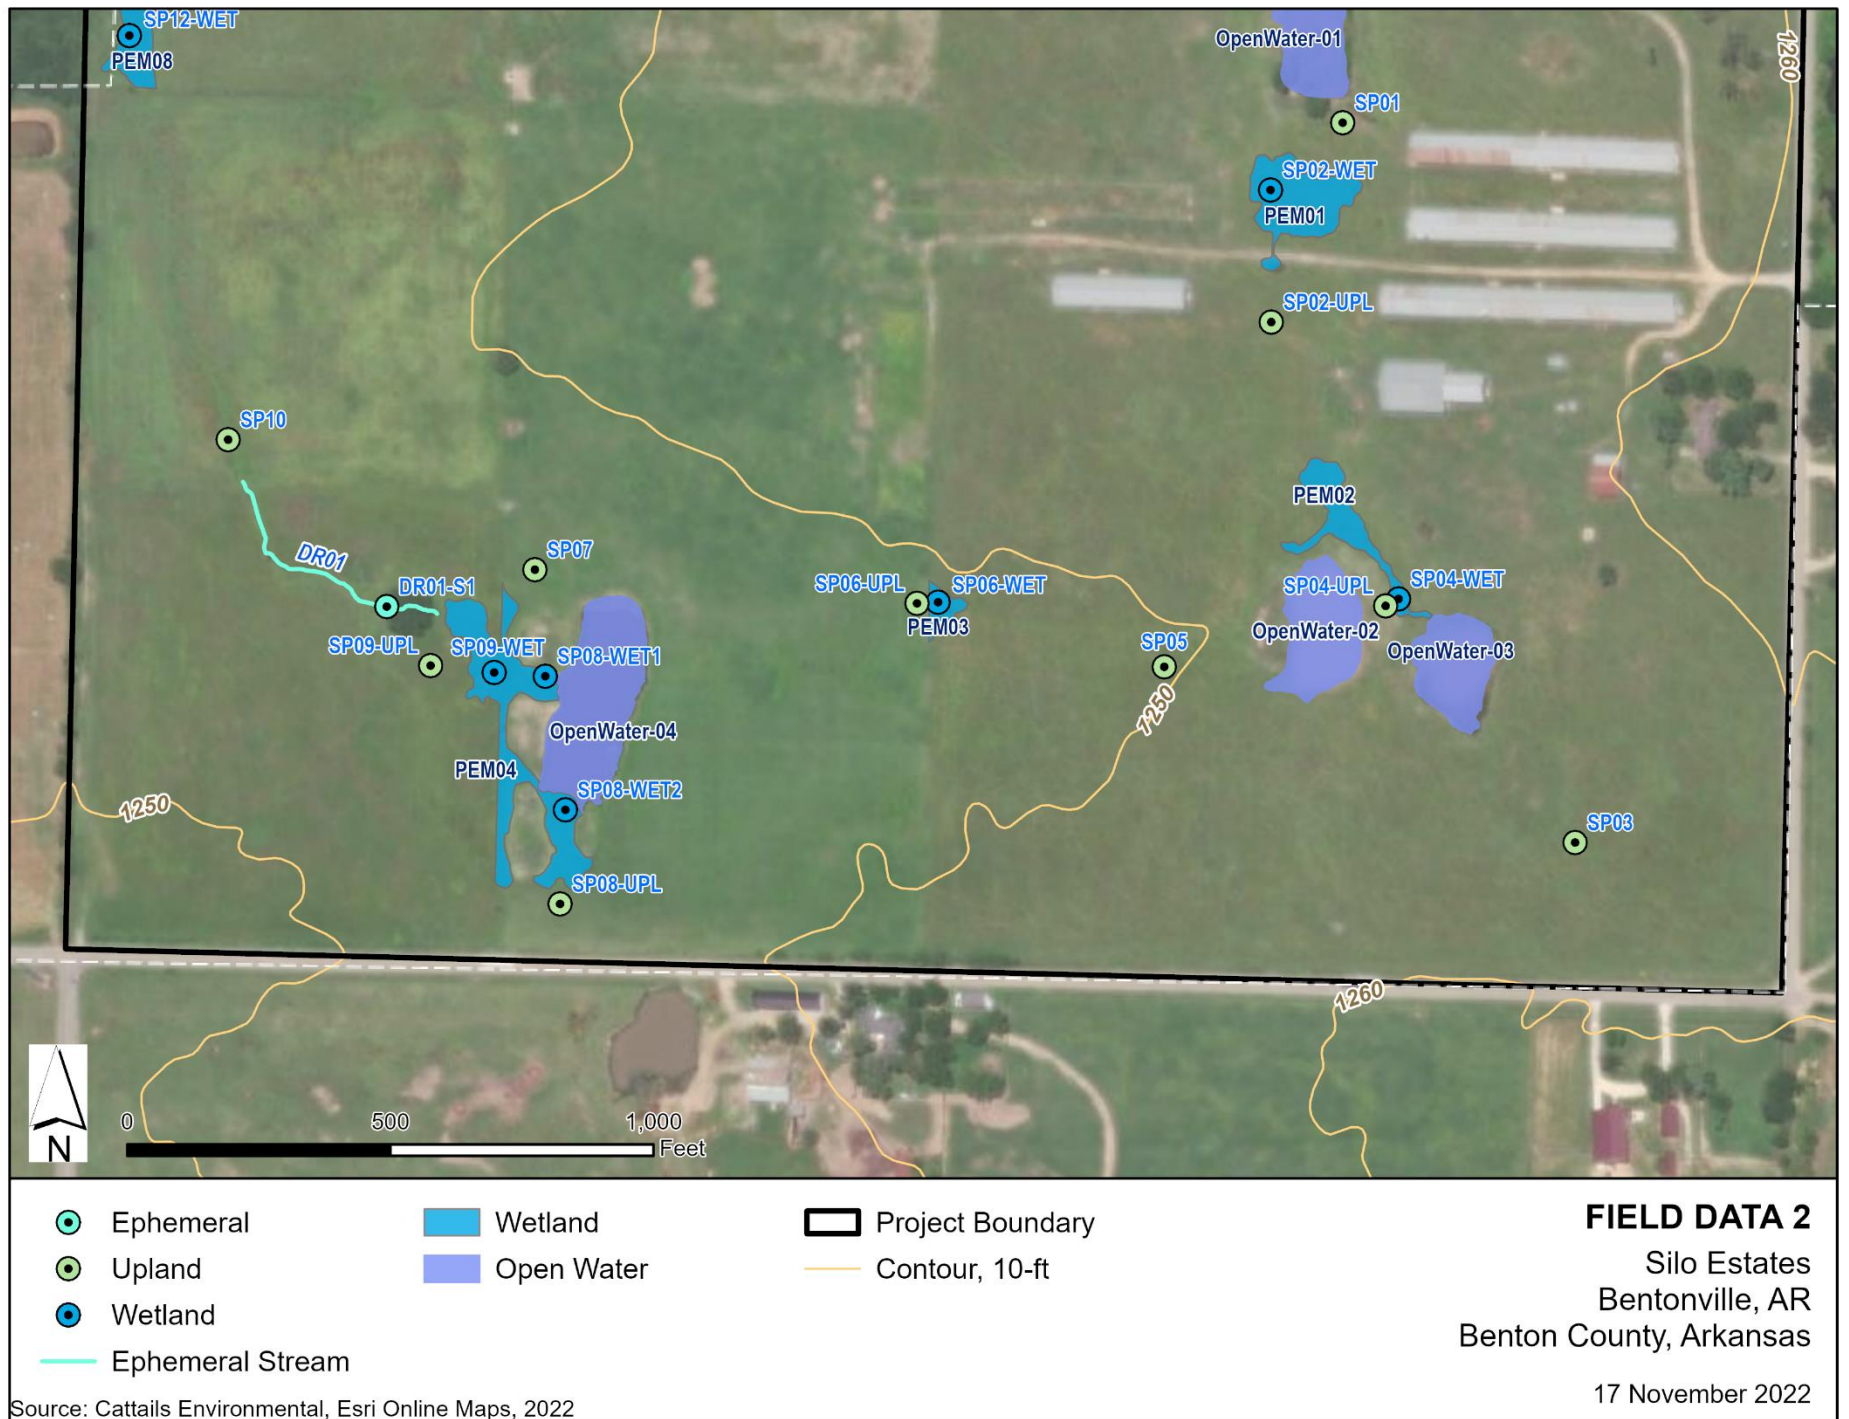 SP12-WET
PEM08
OpenWater-01
1260
SP01
SP02-WET
PEM01
SP02-UPL
SP10
PEM02
DR01
SP07
DR01-S1
SP06-UPL
SP06-WET
PEM03
SP04-UPL
SP04-WET
OpenWater-02
OpenWater-03
SP09-UPL
SP09-WET
SP08-WET1
SP05
1250
OpenWater-04
PEM04
SP08-WET2
1250
SP03
SP08-UPL
1260
N
0 500 1,000
Feet
Ephemeral
Upland
Wetland
Ephemeral Stream
Wetland
Open Water
Project Boundary
Contour, 10-ft
FIELD DATA 2
Silo Estates
Bentonville, AR
Benton County, Arkansas
17 November 2022
Source: Cattails Environmental, Esri Online Maps, 2022